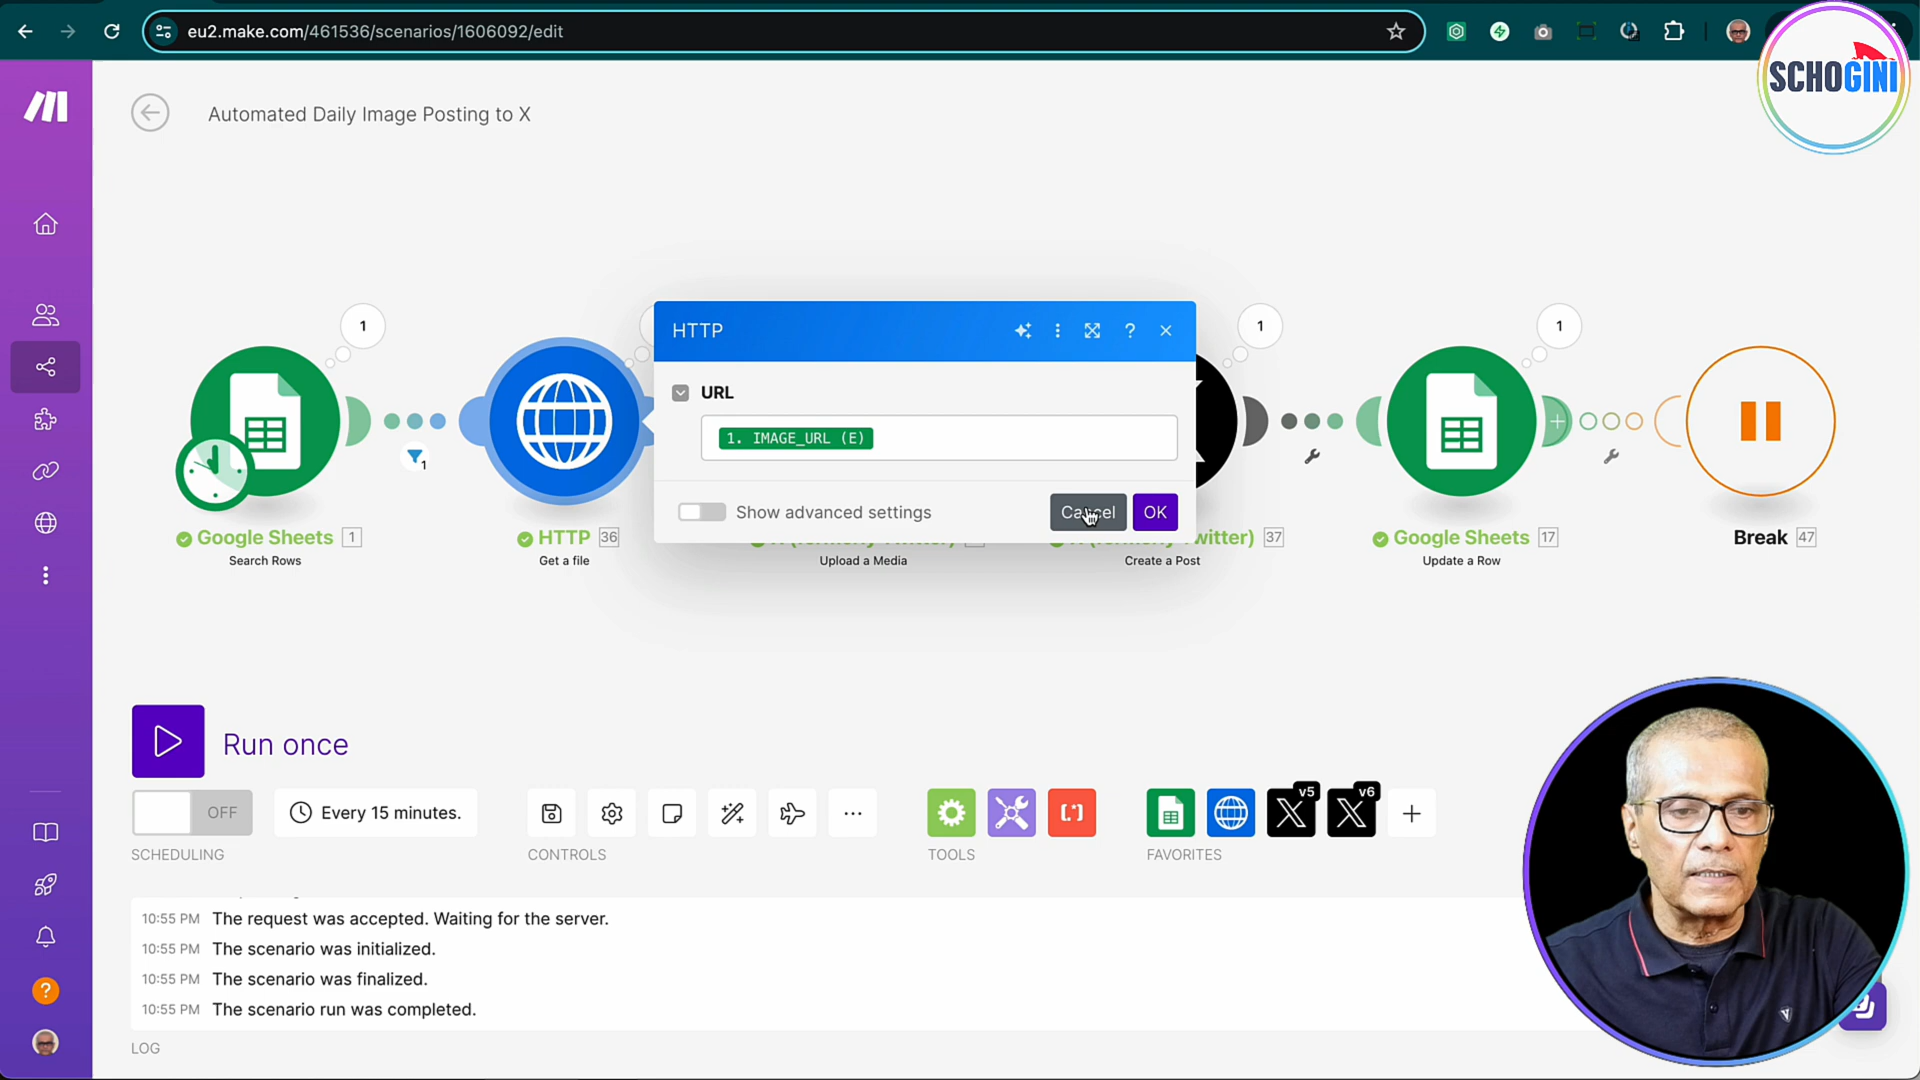 eu2.make.com/461536/scenarios/1606092/edit
SCHOGINI
Automated Daily Image Posting to X
1
1
1
HTTP
?
URL
1. IMAGE_URL (E)
1
Show advanced settings
Cancel
OK
Google Sheets 1
Search Rows
HTTP 36
Get a file
Upload a Media
witter) 37
Create a Post
Google Sheets 17
Update a Row
Break 47
Run once
OFF
Every 15 minutes.
v5
v6
SCHEDULING
CONTROLS
TOOLS
FAVORITES
10:55 PM The request was accepted. Waiting for the server.
10:55 PM The scenario was initialized.
10:55 PM The scenario was finalized.
10:55 PM The scenario run was completed.
?
LOG